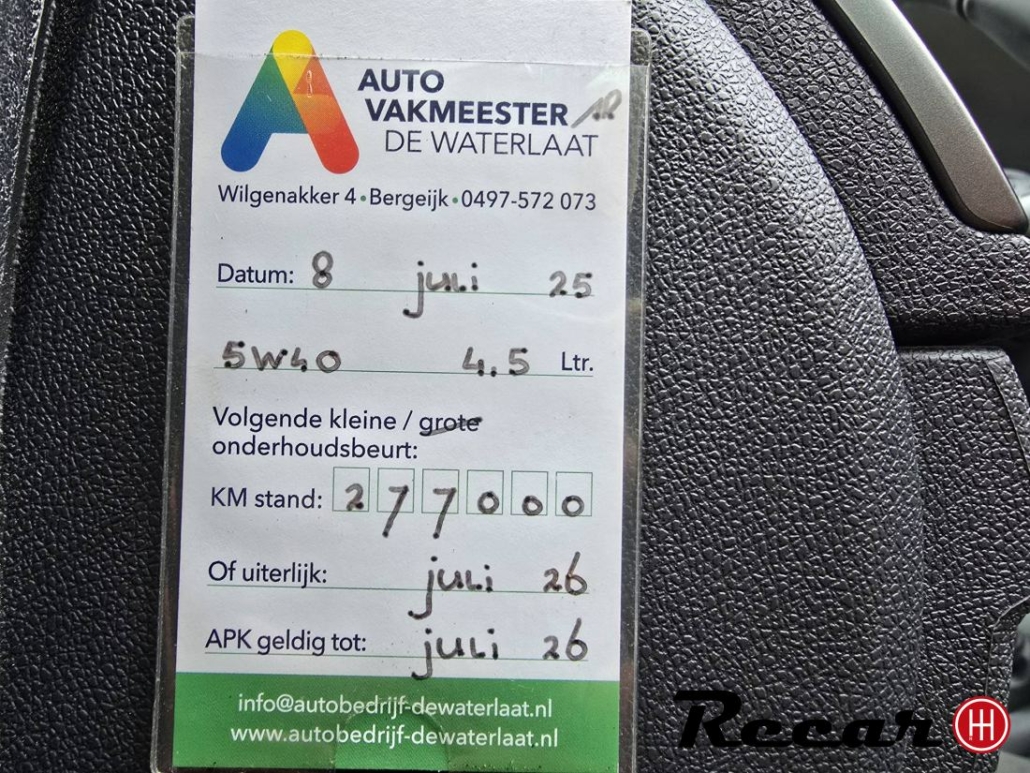 AUTO
VAKMEESTER
DE WATERLAAT
Wilgenakker 4 • Bergeijk • 0497-572 073
Datum: 8 juli 25
5W40 4,5 Ltr.
Volgende kleine / grote
onderhoudsbeurt:
KM stand: 277000
Of uiterlijk: juli 26
APK geldig tot: juli 26
info@autobedrijf-dewaterlaat.nl
www.autobedrijf-dewaterlaat.nl
Recar H